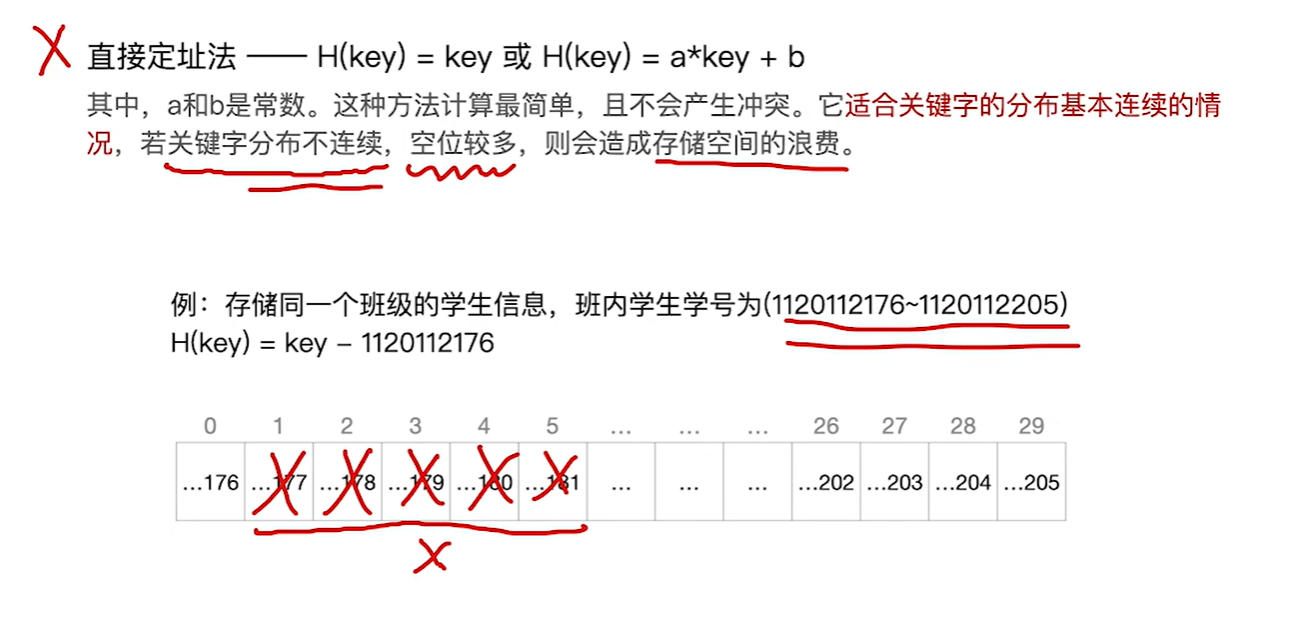 直接定址法 —— H(key) = key 或 H(key) = a*key + b
其中，a和b是常数。这种方法计算最简单，且不会产生冲突。它适合关键字的分布基本连续的情
况，若关键字分布不连续，空位较多，则会造成存储空间的浪费。
例：存储同一个班级的学生信息，班内学生学号为(1120112176~1120112205)
H(key) = key – 1120112176
0 1 2 3 4 5 ... ... ... 26 27 28 29
...176 ...177 ...178 ...179 ...180 ...181 ... ... ... ...202 ...203 ...204 ...205